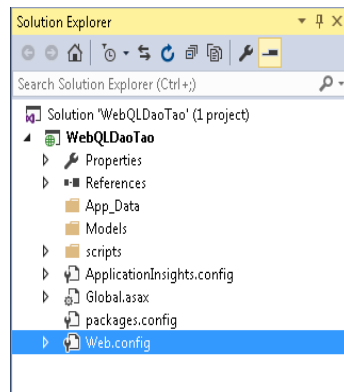 Solution Explorer
Search Solution Explorer (Ctrl+;)
Solution 'WebQLDaoTao' (1 project)
WebQLDaoTao
Properties
References
App_Data
Models
scripts
ApplicationInsights.config
Global.asax
packages.config
Web.config